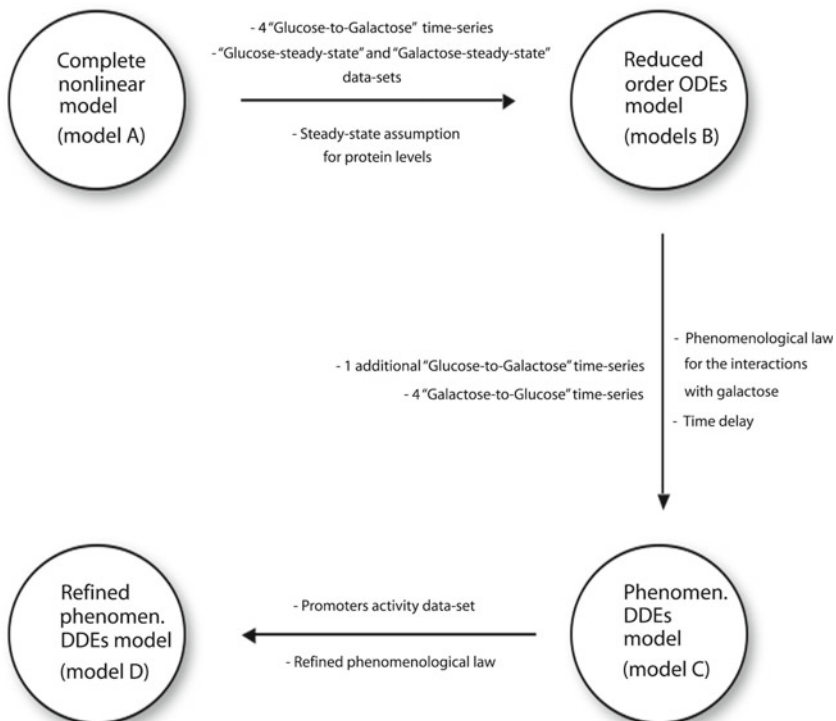 Complete
nonlinear
model
(model A)
- 4 “Glucose-to-Galactose” time-series
- “Glucose-steady-state” and “Galactose-steady-state”
data-sets
- Steady-state assumption
for protein levels
Reduced
order ODEs
model
(models B)
- 1 additional “Glucose-to-Galactose” time-series
- 4 “Galactose-to-Glucose” time-series
- Phenomenological law
for the interactions
with galactose
- Time delay
Phenomen.
DDEs
model
(model C)
- Promoters activity data-set
- Refined phenomenological law
Refined
phenomen.
DDEs model
(model D)